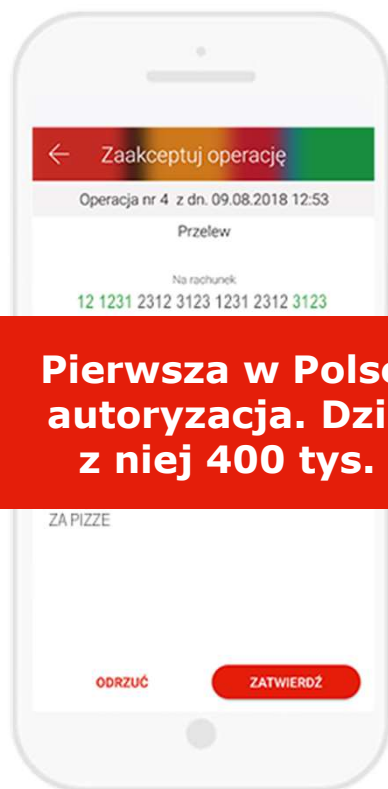 Zaakceptuj operację
Operacja nr 4 z dn. 09.08.2018 12:53
Przelew
Na rachunek
12 1231 2312 3123 1231 2312 3123
Pierwsza w Polsc
autoryzacja. Dzi
z niej 400 tys.
ZA PIZZE
ODRZUĆ ZATWIERDŹ